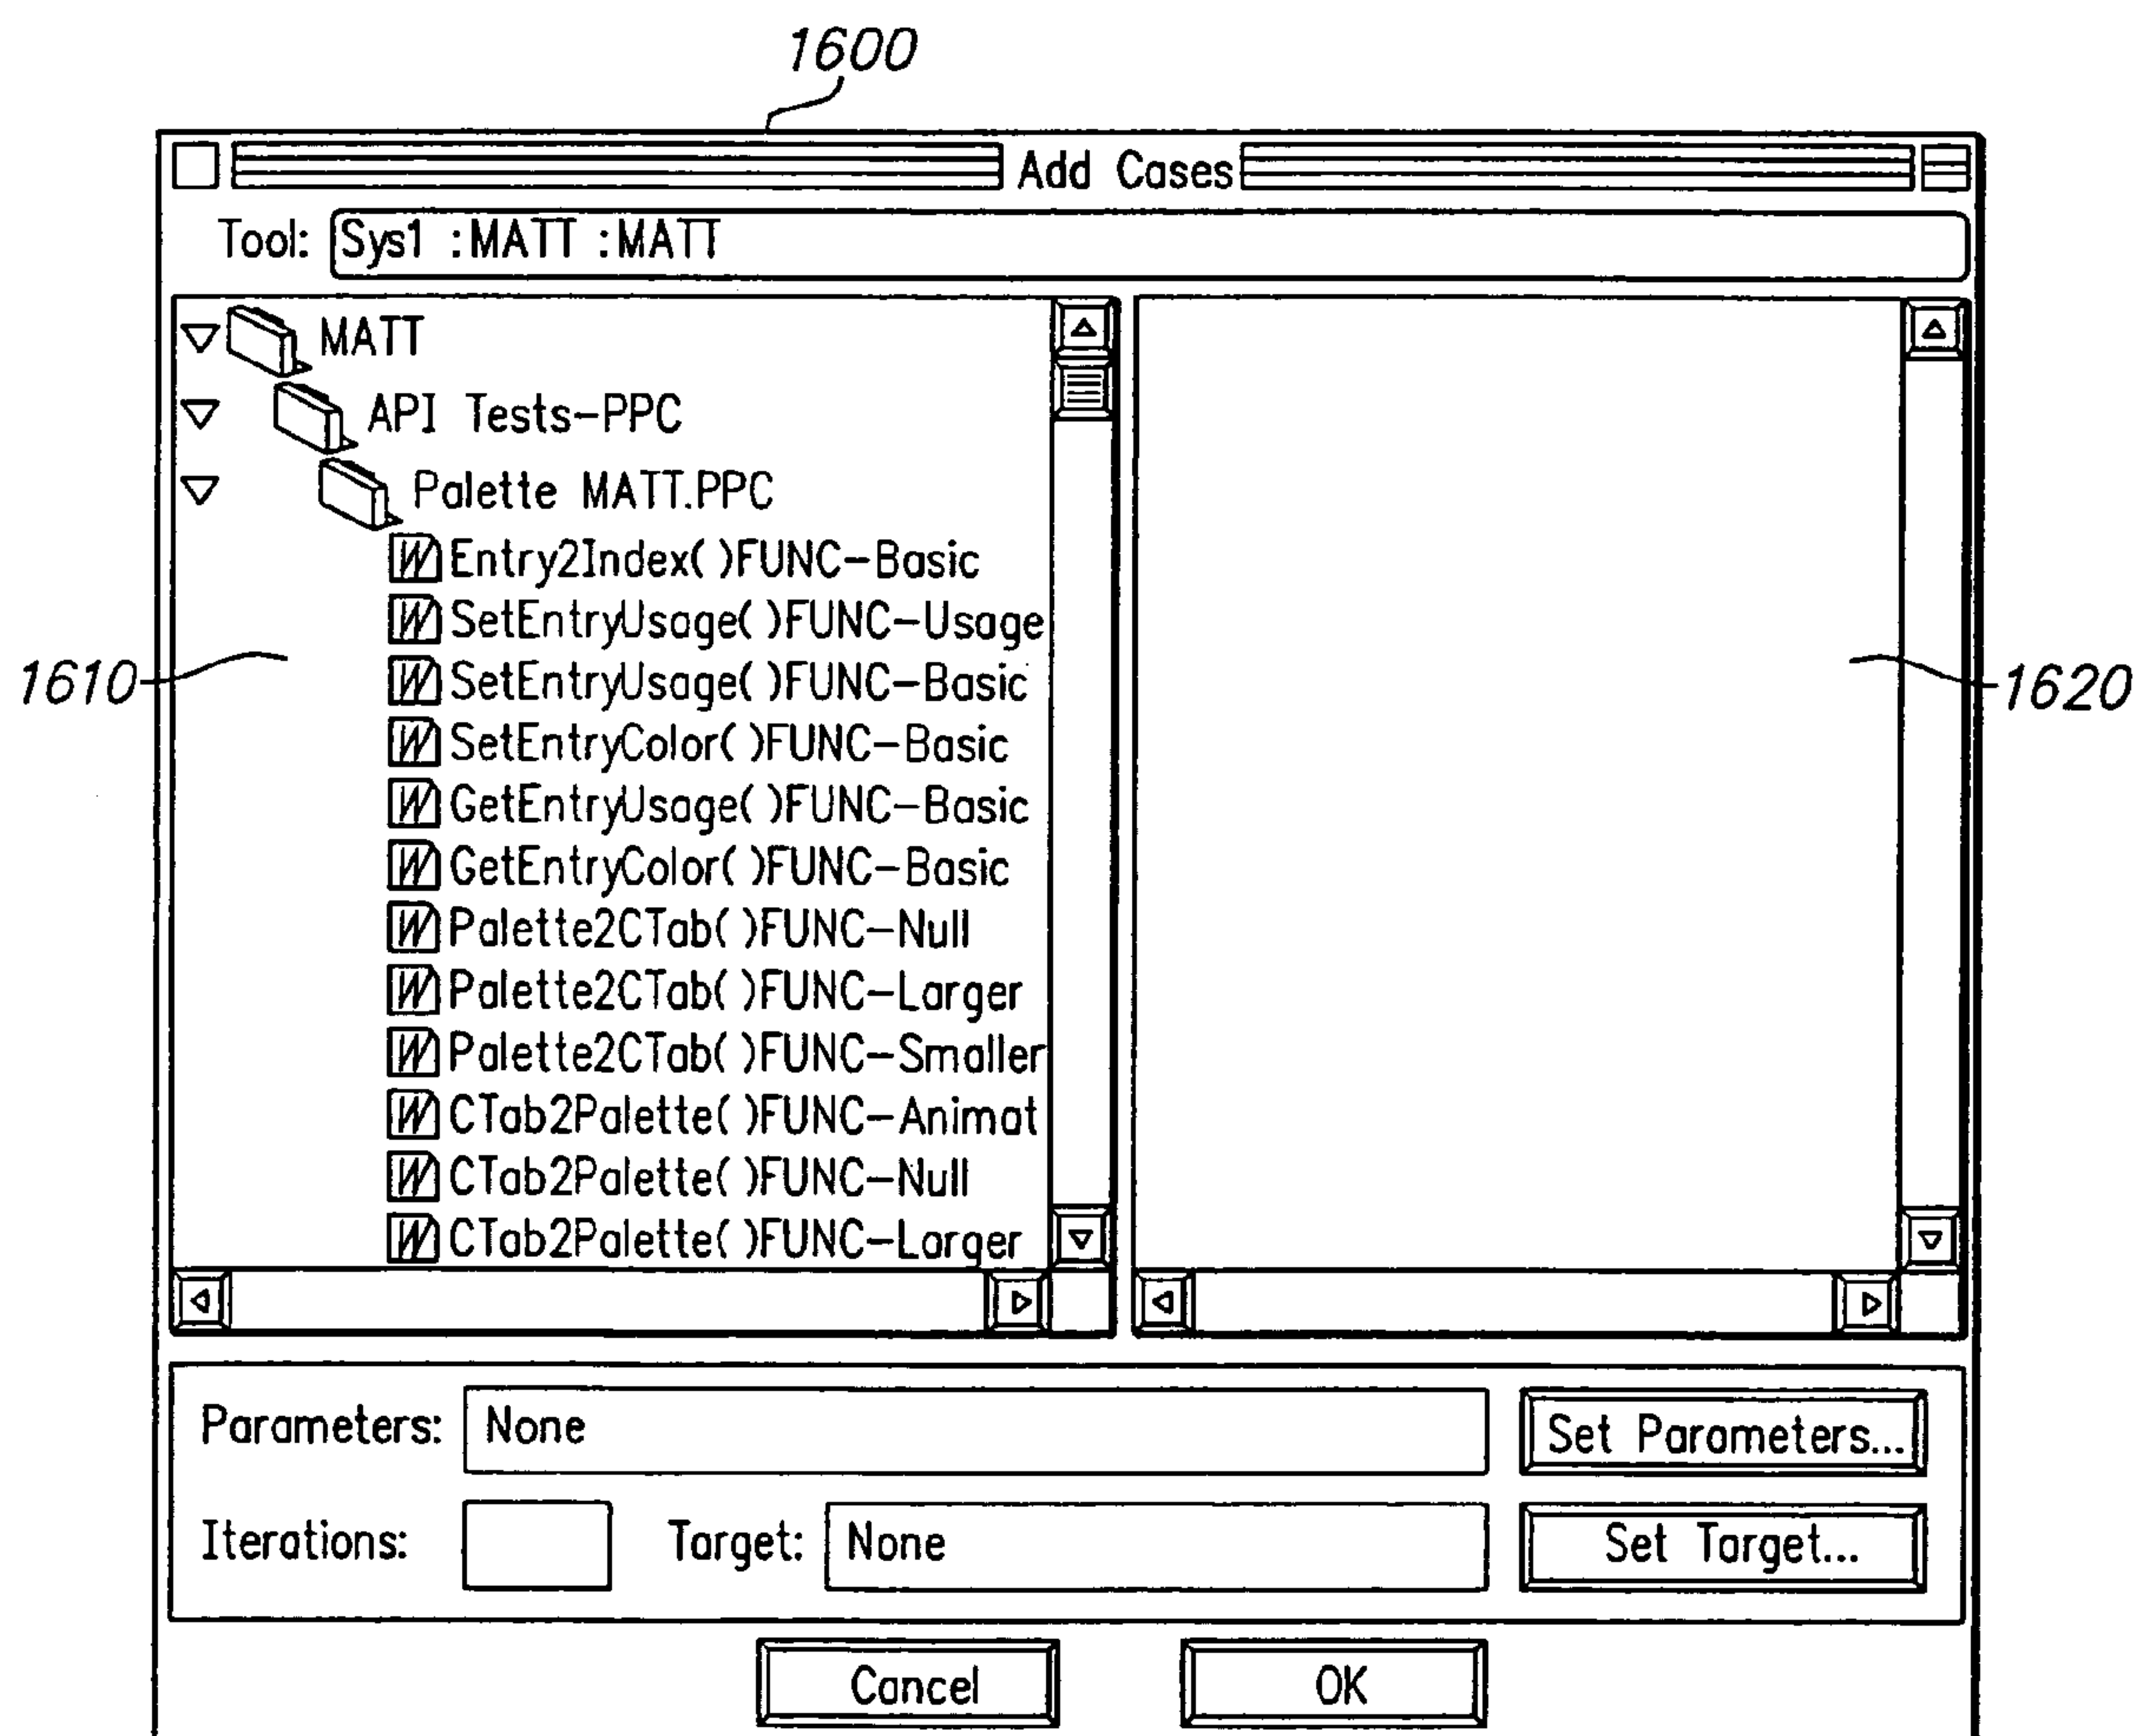 1600
Add Cases
Tool: Sys1 :MATT :MATT
MATT
API Tests-PPC
Palette MATT.PPC
Entry2Index( )FUNC-Basic
SetEntryUsage( )FUNC-Usage
SetEntryUsage( )FUNC-Basic
SetEntryColor( )FUNC-Basic
GetEntryUsage( )FUNC-Basic
GetEntryColor( )FUNC-Basic
Palette2CTab( )FUNC-Null
Palette2CTab( )FUNC-Larger
Palette2CTab( )FUNC-Smaller
CTab2Palette( )FUNC-Animat
CTab2Palette( )FUNC-Null
CTab2Palette( )FUNC-Larger
1610
1620
Parameters: None Set Parameters...
Iterations: Target: None Set Target...
Cancel OK